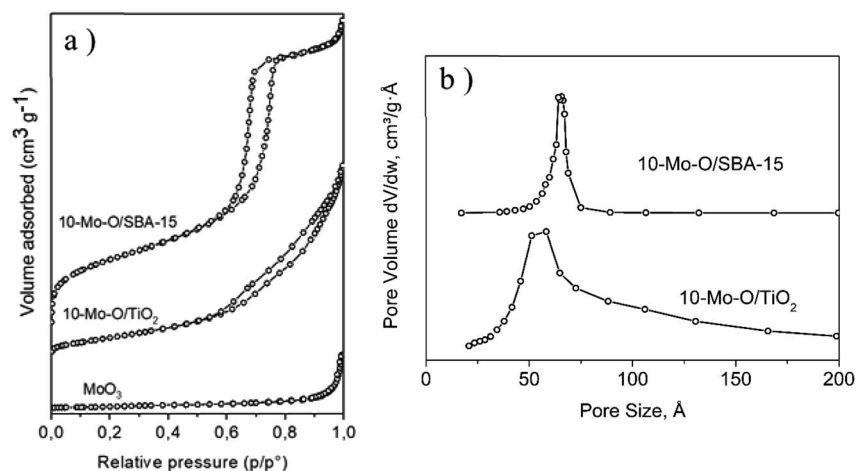 a )
Volume adsorbed (cm³ g⁻¹)
10-Mo-O/SBA-15
10-Mo-O/TiO₂
MoO₃
0,0 0,2 0,4 0,6 0,8 1,0
Relative pressure (p/p°)
b )
Pore Volume dV/dw, cm³/g·Å
10-Mo-O/SBA-15
10-Mo-O/TiO₂
0 50 100 150 200
Pore Size, Å